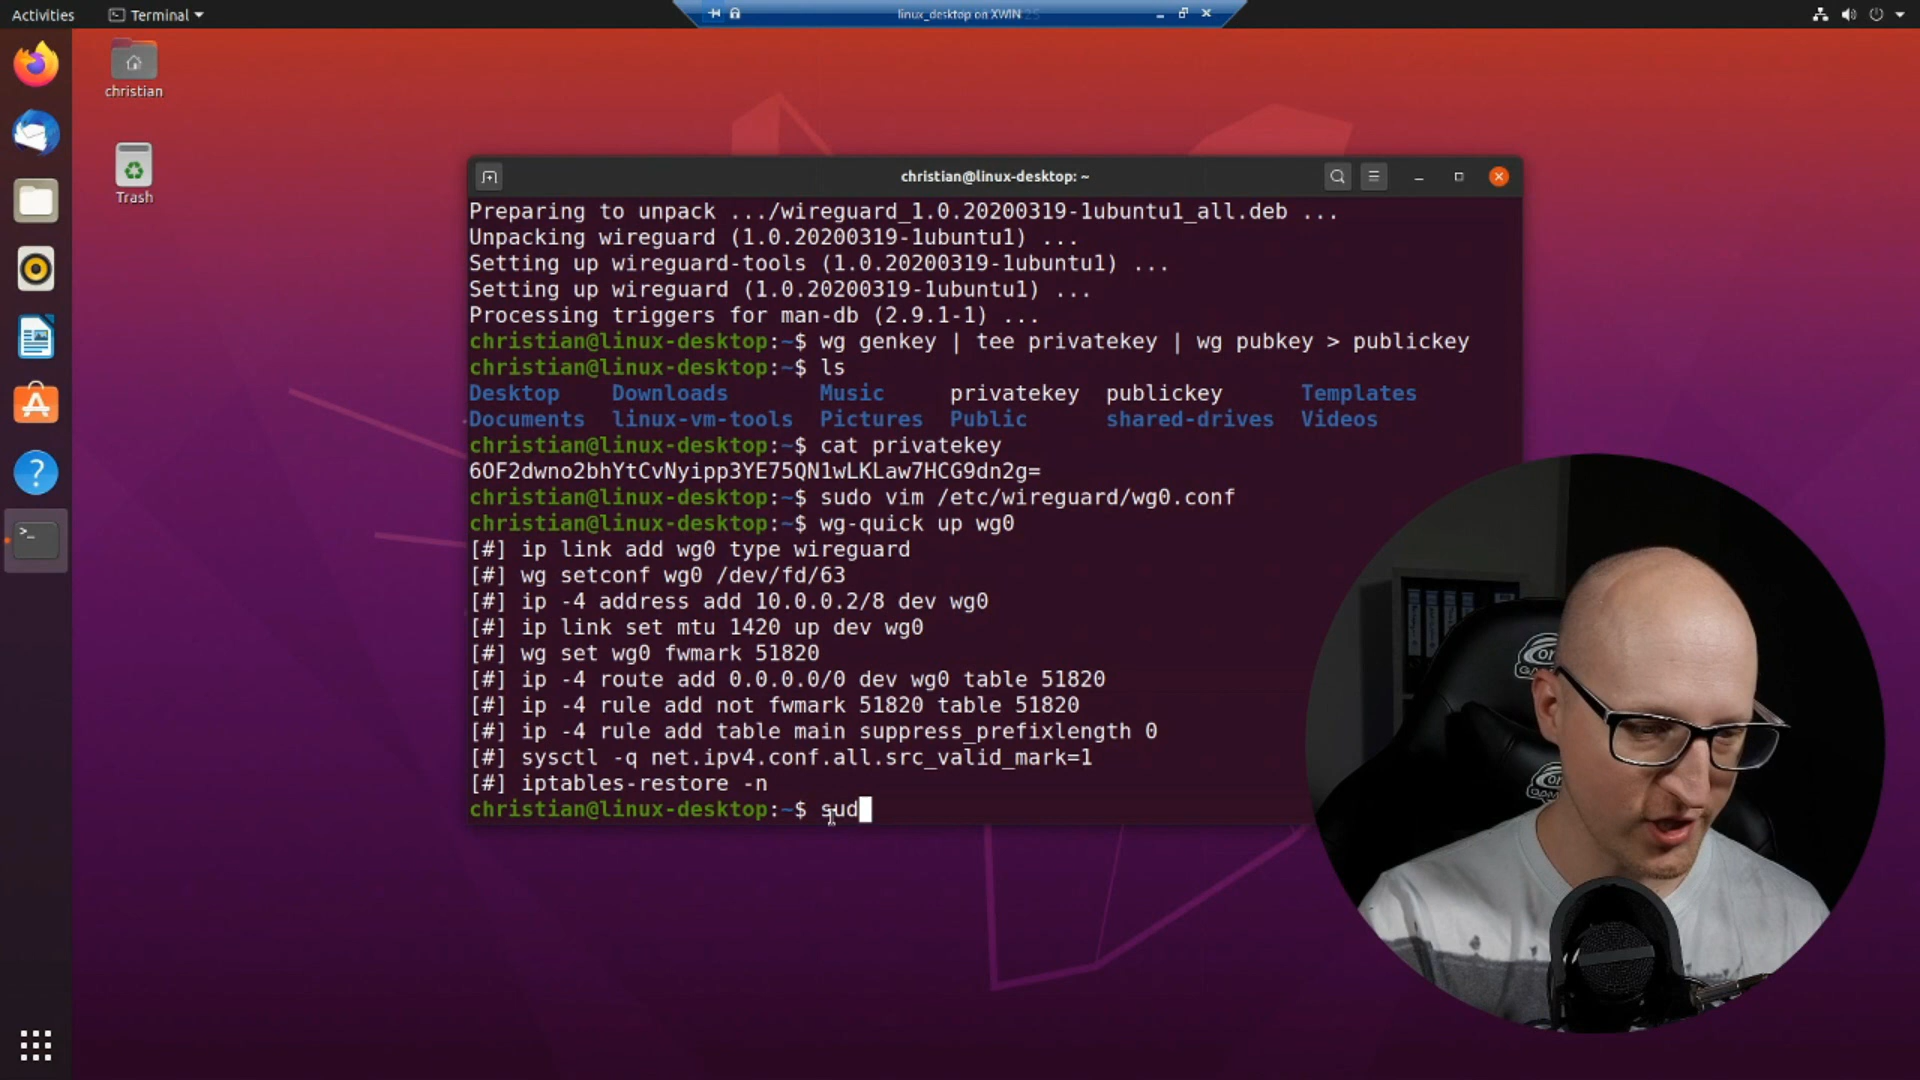 Activities
Terminal
linux_desktop on XWIN
christian
Trash
christian@linux-desktop: ~
Preparing to unpack .../wireguard_1.0.20200319-1ubuntu1_all.deb ...
Unpacking wireguard (1.0.20200319-1ubuntu1) ...
Setting up wireguard-tools (1.0.20200319-1ubuntu1) ...
Setting up wireguard (1.0.20200319-1ubuntu1) ...
Processing triggers for man-db (2.9.1-1) ...
christian@linux-desktop:~$ wg genkey | tee privatekey | wg pubkey > publickey
christian@linux-desktop:~$ ls
Desktop Downloads Music privatekey publickey Templates
Documents linux-vm-tools Pictures Public shared-drives Videos
christian@linux-desktop:~$ cat privatekey
6OF2dwno2bhYtCvNyipp3YE75QN1wLKLaw7HCG9dn2g=
christian@linux-desktop:~$ sudo vim /etc/wireguard/wg0.conf
christian@linux-desktop:~$ wg-quick up wg0
[#] ip link add wg0 type wireguard
[#] wg setconf wg0 /dev/fd/63
[#] ip -4 address add 10.0.0.2/8 dev wg0
[#] ip link set mtu 1420 up dev wg0
[#] wg set wg0 fwmark 51820
[#] ip -4 route add 0.0.0.0/0 dev wg0 table 51820
[#] ip -4 rule add not fwmark 51820 table 51820
[#] ip -4 rule add table main suppress_prefixlength 0
[#] sysctl -q net.ipv4.conf.all.src_valid_mark=1
[#] iptables-restore -n
christian@linux-desktop:~$ sud